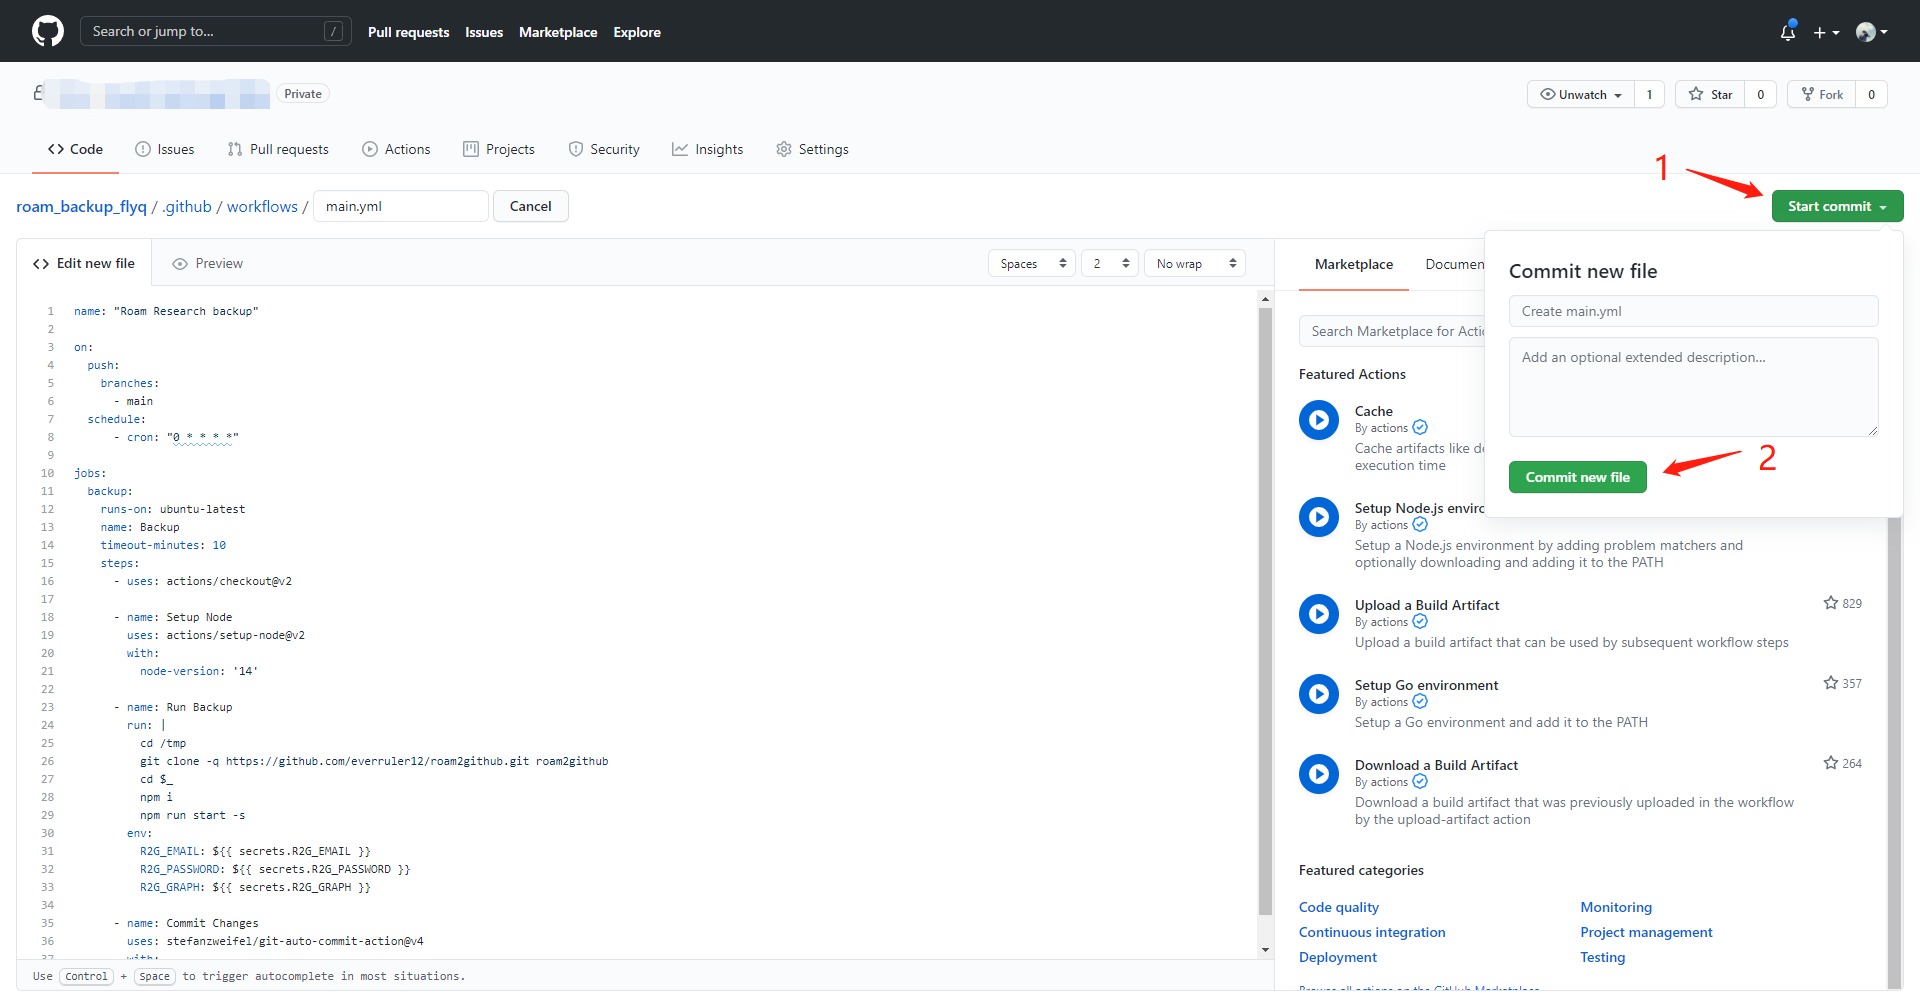 Search or jump to... /
Pull requests Issues Marketplace Explore
Private
Unwatch 1 Star 0 Fork 0
Code Issues Pull requests Actions Projects Security Insights Settings
1
roam_backup_flyq / .github / workflows / main.yml Cancel
Start commit
Edit new file Preview
Spaces 2 No wrap
1 name: "Roam Research backup"
2
3 on:
4 push:
5 branches:
6 - main
7 schedule:
8 - cron: "0 * * * *"
9
10 jobs:
11 backup:
12 runs-on: ubuntu-latest
13 name: Backup
14 timeout-minutes: 10
15 steps:
16 - uses: actions/checkout@v2
17
18 - name: Setup Node
19 uses: actions/setup-node@v2
20 with:
21 node-version: '14'
22
23 - name: Run Backup
24 run: |
25 cd /tmp
26 git clone -q https://github.com/everruler12/roam2github.git roam2github
27 cd $_
28 npm i
29 npm run start -s
30 env:
31 R2G_EMAIL: ${{ secrets.R2G_EMAIL }}
32 R2G_PASSWORD: ${{ secrets.R2G_PASSWORD }}
33 R2G_GRAPH: ${{ secrets.R2G_GRAPH }}
34
35 - name: Commit Changes
36 uses: stefanzweifel/git-auto-commit-action@v4
37 with:
Use Control + Space to trigger autocomplete in most situations.
Marketplace Documen
Search Marketplace for Actio
Featured Actions
Cache
By actions
Cache artifacts like de
execution time
Setup Node.js enviro
By actions
Setup a Node.js environment by adding problem matchers and
optionally downloading and adding it to the PATH
Upload a Build Artifact 829
By actions
Upload a build artifact that can be used by subsequent workflow steps
Setup Go environment 357
By actions
Setup a Go environment and add it to the PATH
Download a Build Artifact 264
By actions
Download a build artifact that was previously uploaded in the workflow
by the upload-artifact action
Featured categories
Code quality Monitoring
Continuous integration Project management
Deployment Testing
Browse all actions on the GitHub Marketplace
Commit new file
Create main.yml
Add an optional extended description...
Commit new file
2